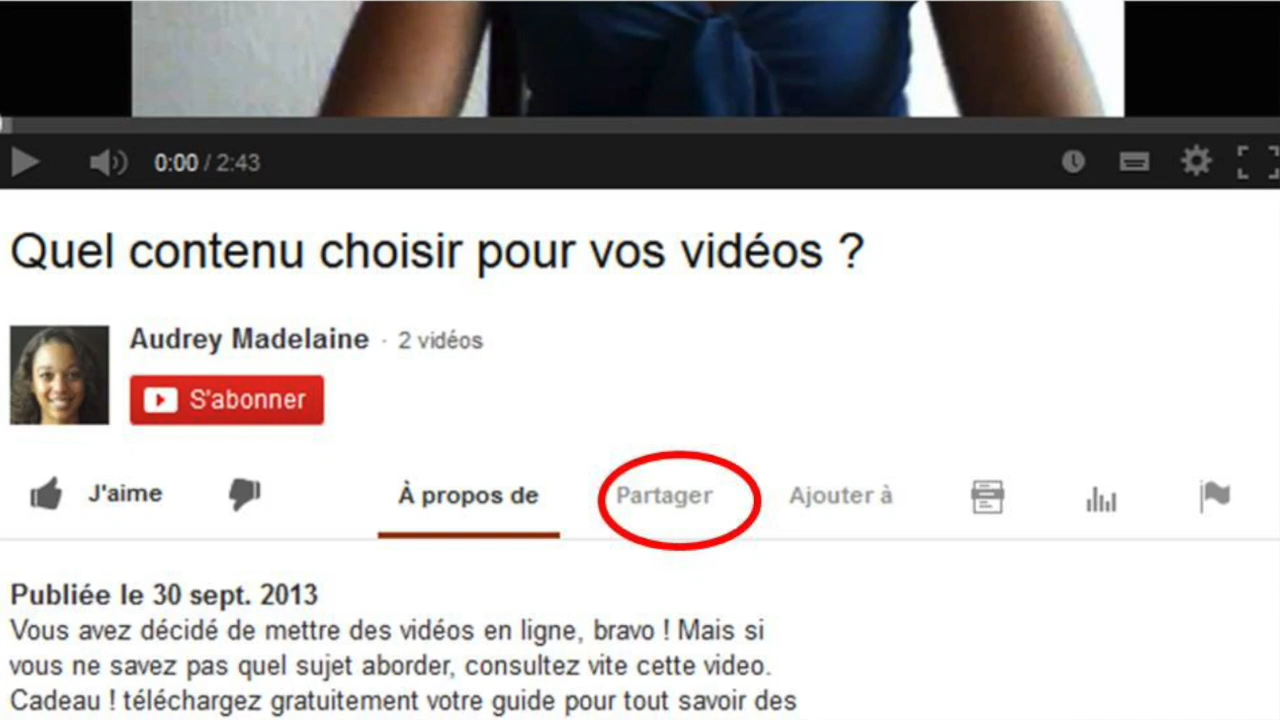 0:00 / 2:43
Quel contenu choisir pour vos vidéos ?
Audrey Madelaine · 2 vidéos
S'abonner
J'aime À propos de Partager Ajouter à
Publiée le 30 sept. 2013
Vous avez décidé de mettre des vidéos en ligne, bravo ! Mais si
vous ne savez pas quel sujet aborder, consultez vite cette video.
Cadeau ! téléchargez gratuitement votre guide pour tout savoir des